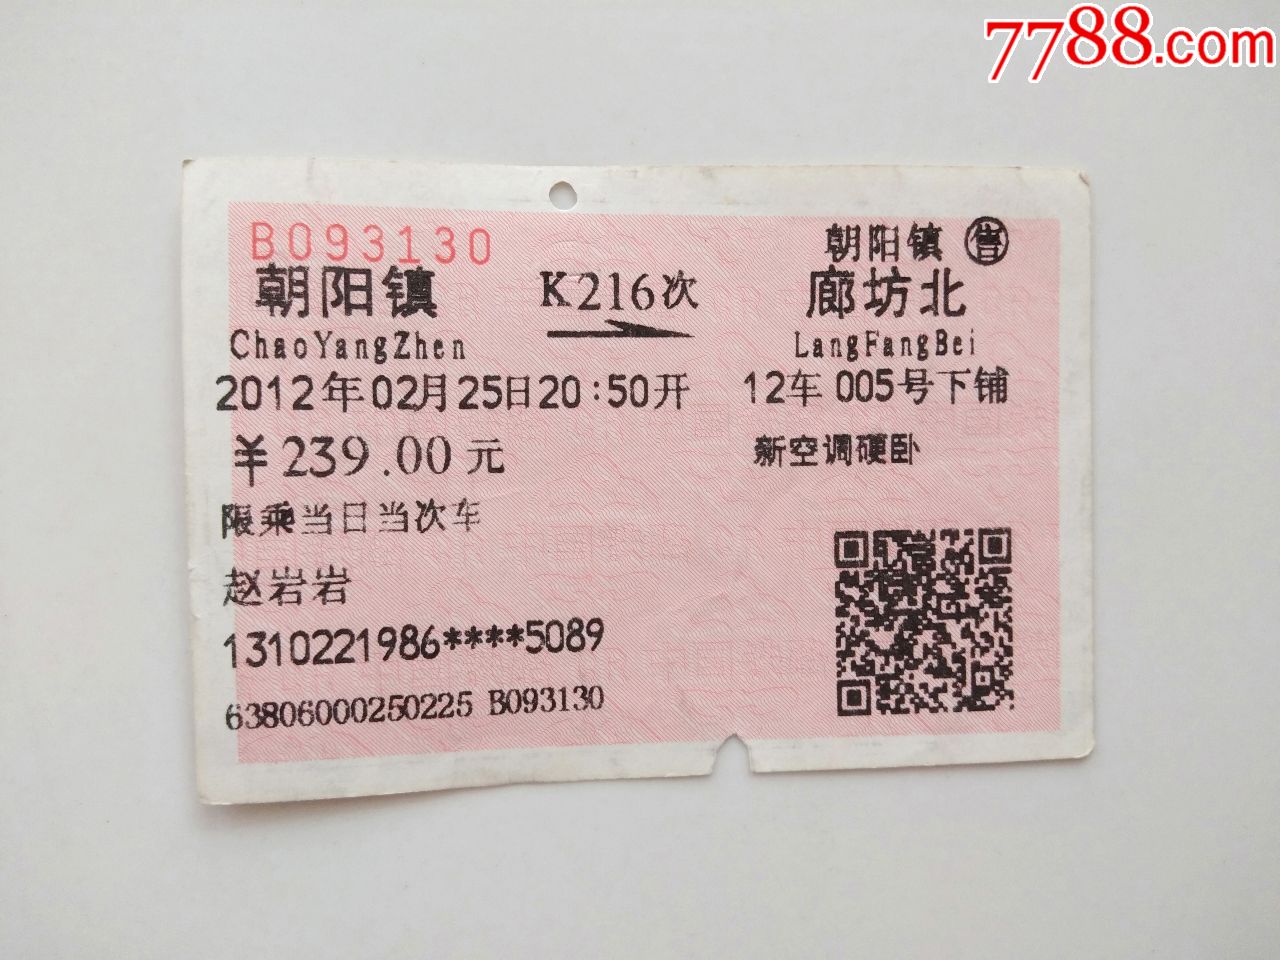 7788.com
B093130
朝阳镇 售
朝阳镇 K216次 廊坊北
ChaoYangZhen LangFangBei
2012年02月25日20:50开 12车 005号下铺
¥239.00元 新空调硬卧
限乘当日当次车
赵岩岩
1310221986****5089
63806000250225 B093130